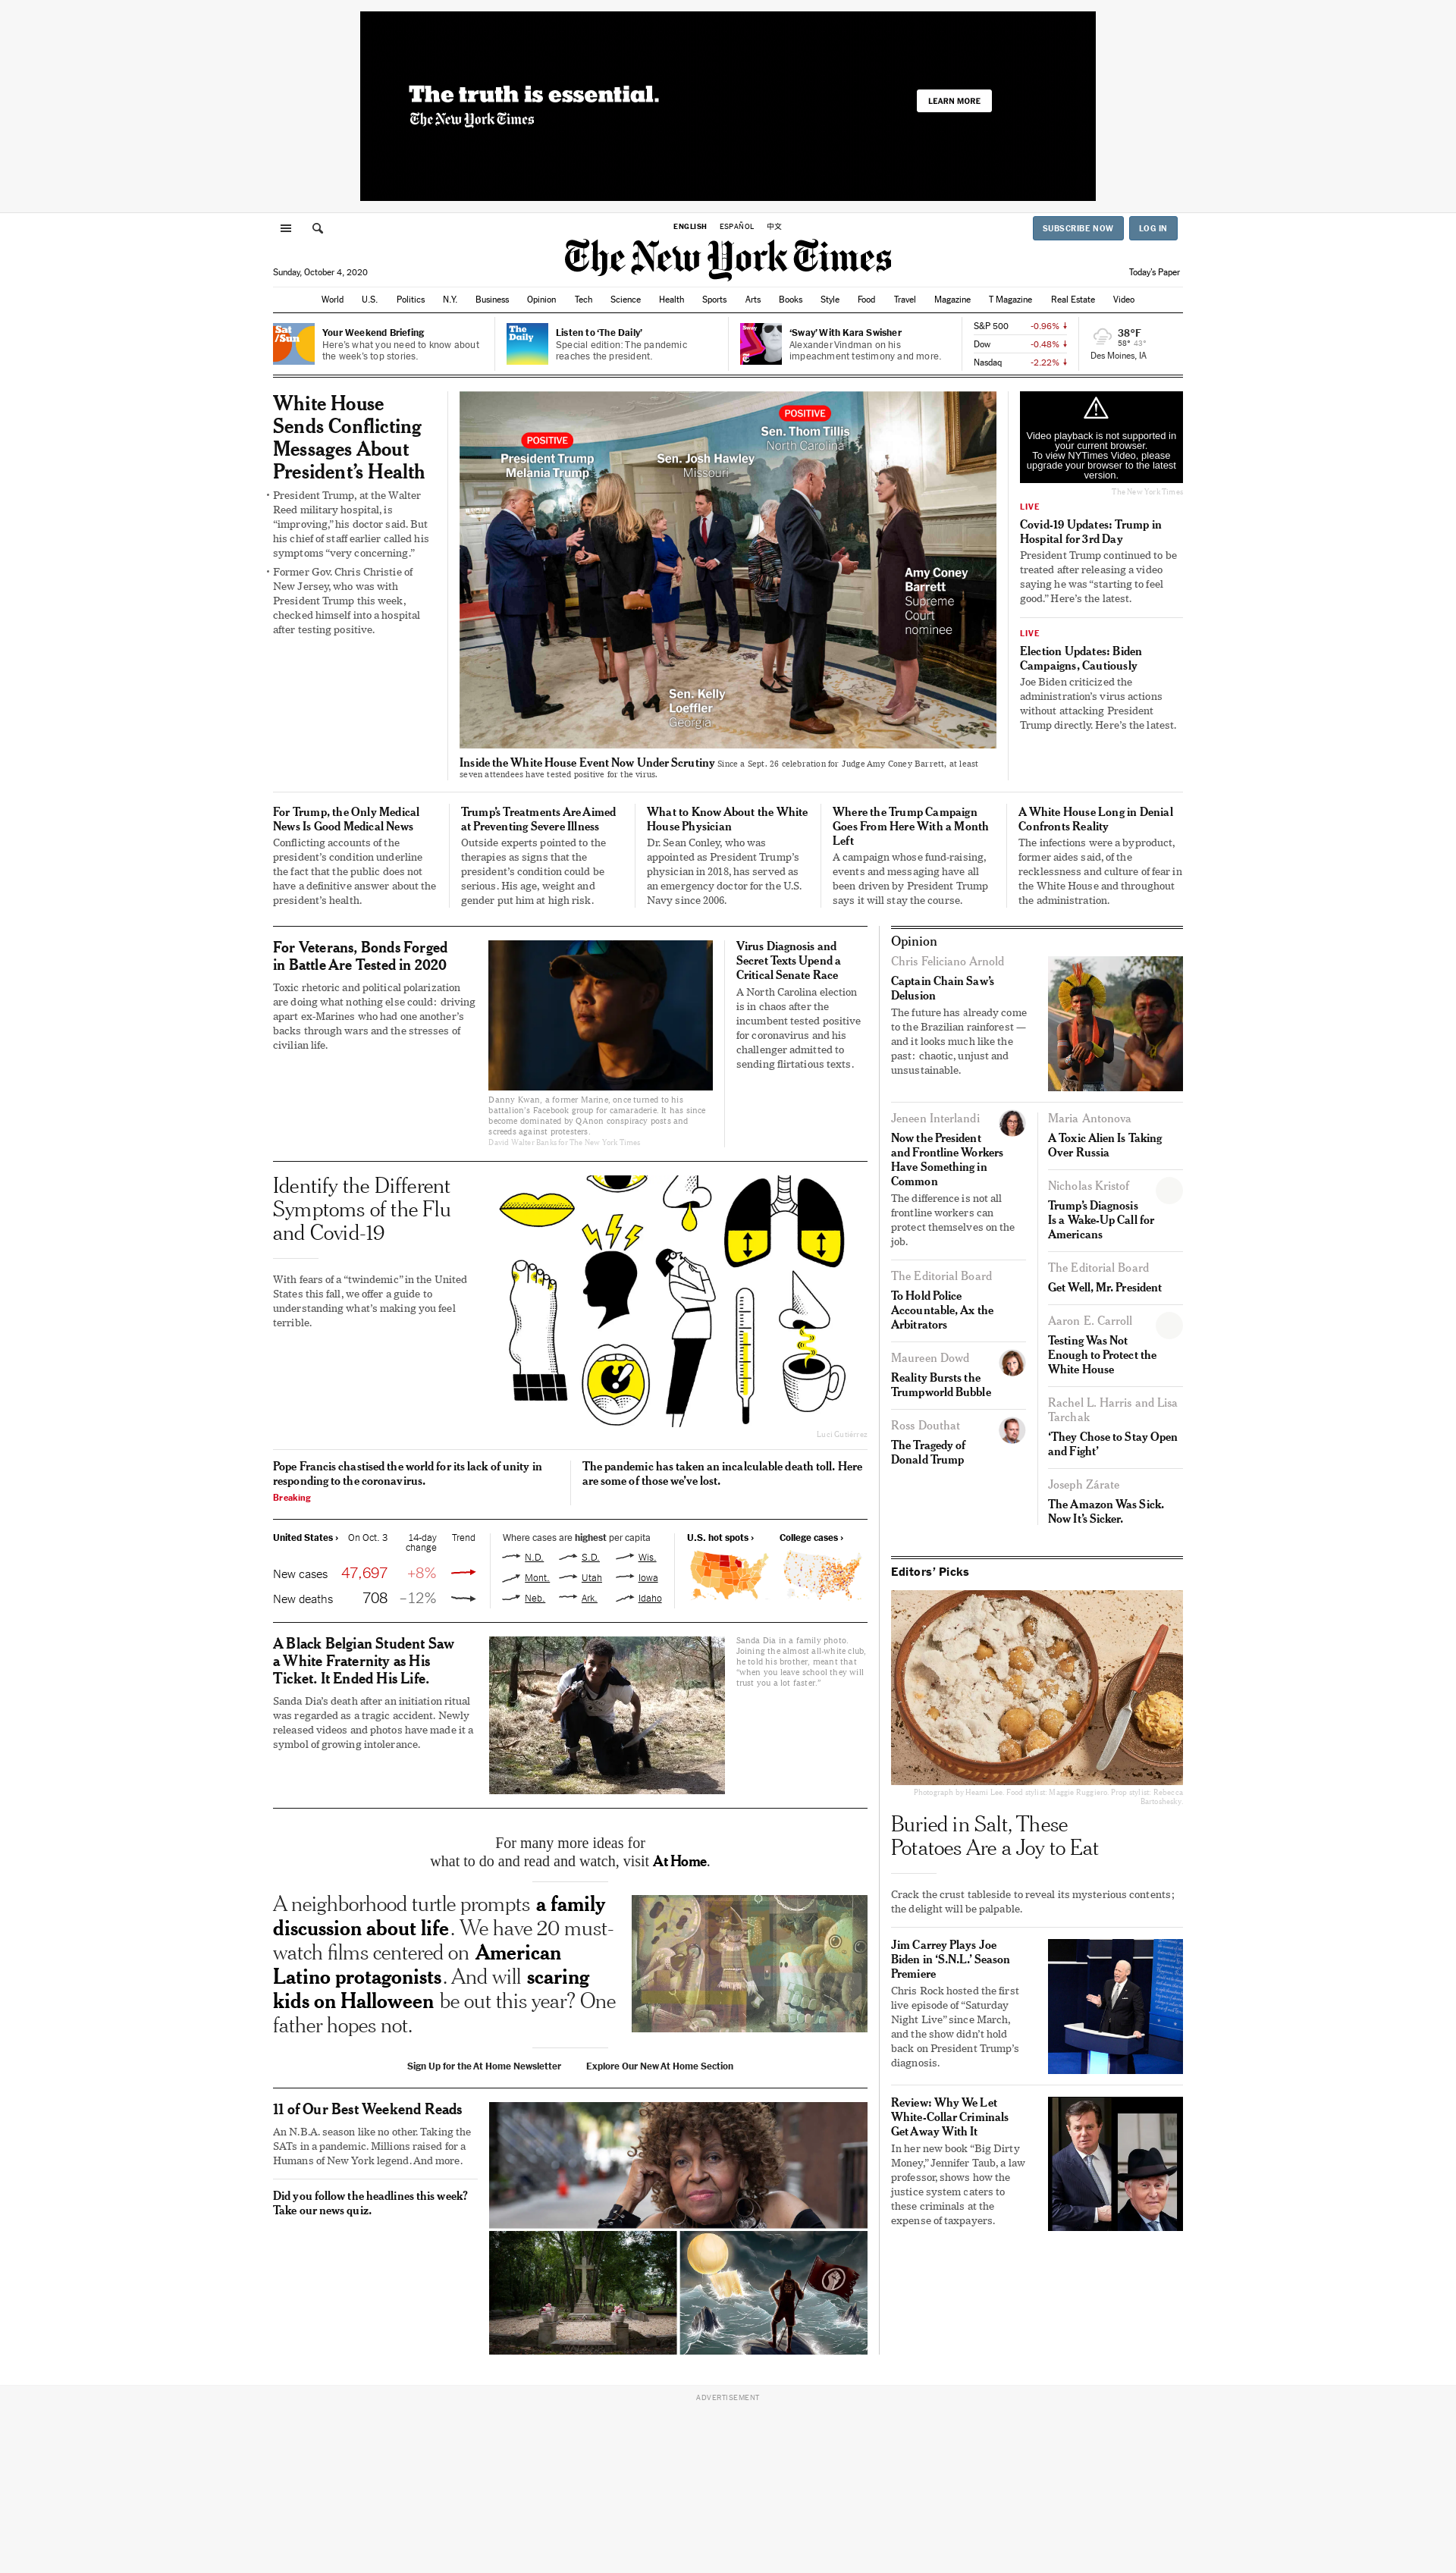 The truth is essential.
The New York Times
LEARN MORE
ENGLISH
ESPAÑOL
中文
SUBSCRIBE NOW
LOG IN
The New York Times
Sunday, October 4, 2020
Today's Paper
World
U.S.
Politics
N.Y.
Business
Opinion
Tech
Science
Health
Sports
Arts
Books
Style
Food
Travel
Magazine
T Magazine
Real Estate
Video
Sat
/Sun
Your Weekend Briefing
Here's what you need to know about
the week's top stories.
The
Daily
Listen to ‘The Daily’
Special edition: The pandemic
reaches the president.
Sway
‘Sway’ With Kara Swisher
Alexander Vindman on his
impeachment testimony and more.
S&P 500 -0.96% ↓
Dow -0.48% ↓
Nasdaq -2.22% ↓
38°F
58° 43°
Des Moines, IA
White House
Sends Conflicting
Messages About
President’s Health
• President Trump, at the Walter
Reed military hospital, is
“improving,” his doctor said. But
his chief of staff earlier called his
symptoms “very concerning.”
• Former Gov. Chris Christie of
New Jersey, who was with
President Trump this week,
checked himself into a hospital
after testing positive.
POSITIVE
President Trump
Melania Trump
Sen. Josh Hawley
Missouri
POSITIVE
Sen. Thom Tillis
North Carolina
Amy Coney
Barrett
Supreme
Court
nominee
Sen. Kelly
Loeffler
Georgia
Inside the White House Event Now Under Scrutiny Since a Sept. 26 celebration for Judge Amy Coney Barrett, at least
seven attendees have tested positive for the virus.
Video playback is not supported in
your current browser.
To view NYTimes Video, please
upgrade your browser to the latest
version.
The New York Times
LIVE
Covid-19 Updates: Trump in
Hospital for 3rd Day
President Trump continued to be
treated after releasing a video
saying he was “starting to feel
good.” Here’s the latest.
LIVE
Election Updates: Biden
Campaigns, Cautiously
Joe Biden criticized the
administration’s virus actions
without attacking President
Trump directly. Here’s the latest.
For Trump, the Only Medical
News Is Good Medical News
Conflicting accounts of the
president’s condition underline
the fact that the public does not
have a definitive answer about the
president’s health.
Trump’s Treatments Are Aimed
at Preventing Severe Illness
Outside experts pointed to the
therapies as signs that the
president’s condition could be
serious. His age, weight and
gender put him at high risk.
What to Know About the White
House Physician
Dr. Sean Conley, who was
appointed as President Trump’s
physician in 2018, has served as
an emergency doctor for the U.S.
Navy since 2006.
Where the Trump Campaign
Goes From Here With a Month
Left
A campaign whose fund-raising,
events and messaging have all
been driven by President Trump
says it will stay the course.
A White House Long in Denial
Confronts Reality
The infections were a byproduct,
former aides said, of the
recklessness and culture of fear in
the White House and throughout
the administration.
For Veterans, Bonds Forged
in Battle Are Tested in 2020
Toxic rhetoric and political polarization
are doing what nothing else could: driving
apart ex-Marines who had one another’s
backs through wars and the stresses of
civilian life.
Danny Kwan, a former Marine, once turned to his
battalion’s Facebook group for camaraderie. It has since
become dominated by QAnon conspiracy posts and
screeds against protesters.
David Walter Banks for The New York Times
Virus Diagnosis and
Secret Texts Upend a
Critical Senate Race
A North Carolina election
is in chaos after the
incumbent tested positive
for coronavirus and his
challenger admitted to
sending flirtatious texts.
Identify the Different
Symptoms of the Flu
and Covid-19
With fears of a “twindemic” in the United
States this fall, we offer a guide to
understanding what’s making you feel
terrible.
Luci Gutiérrez
Pope Francis chastised the world for its lack of unity in
responding to the coronavirus.
Breaking
The pandemic has taken an incalculable death toll. Here
are some of those we’ve lost.
United States › On Oct. 3 14-day Trend
change
New cases 47,697 +8%
New deaths 708 –12%
Where cases are highest per capita
N.D. S.D. Wis.
Mont. Utah Iowa
Neb. Ark. Idaho
U.S. hot spots ›
College cases ›
A Black Belgian Student Saw
a White Fraternity as His
Ticket. It Ended His Life.
Sanda Dia’s death after an initiation ritual
was regarded as a tragic accident. Newly
released videos and photos have made it a
symbol of growing intolerance.
Sanda Dia in a family photo.
Joining the almost all-white club,
he told his brother, meant that
“when you leave school they will
trust you a lot faster.”
For many more ideas for
what to do and read and watch, visit At Home.
A neighborhood turtle prompts a family
discussion about life. We have 20 must-
watch films centered on American
Latino protagonists. And will scaring
kids on Halloween be out this year? One
father hopes not.
Sign Up for the At Home Newsletter
Explore Our New At Home Section
11 of Our Best Weekend Reads
An N.B.A. season like no other. Taking the
SATs in a pandemic. Millions raised for a
Humans of New York legend. And more.
Did you follow the headlines this week?
Take our news quiz.
Opinion
Chris Feliciano Arnold
Captain Chain Saw’s
Delusion
The future has already come
to the Brazilian rainforest —
and it looks much like the
past: chaotic, unjust and
unsustainable.
Jeneen Interlandi
Now the President
and Frontline Workers
Have Something in
Common
The difference is not all
frontline workers can
protect themselves on the
job.
The Editorial Board
To Hold Police
Accountable, Ax the
Arbitrators
Maureen Dowd
Reality Bursts the
Trumpworld Bubble
Ross Douthat
The Tragedy of
Donald Trump
Maria Antonova
A Toxic Alien Is Taking
Over Russia
Nicholas Kristof
Trump’s Diagnosis
Is a Wake-Up Call for
Americans
The Editorial Board
Get Well, Mr. President
Aaron E. Carroll
Testing Was Not
Enough to Protect the
White House
Rachel L. Harris and Lisa
Tarchak
‘They Chose to Stay Open
and Fight’
Joseph Zárate
The Amazon Was Sick.
Now It’s Sicker.
Editors’ Picks
Photograph by Heami Lee. Food stylist: Maggie Ruggiero. Prop stylist: Rebecca
Bartoshesky.
Buried in Salt, These
Potatoes Are a Joy to Eat
Crack the crust tableside to reveal its mysterious contents;
the delight will be palpable.
Jim Carrey Plays Joe
Biden in ‘S.N.L.’ Season
Premiere
Chris Rock hosted the first
live episode of “Saturday
Night Live” since March,
and the show didn’t hold
back on President Trump’s
diagnosis.
Review: Why We Let
White-Collar Criminals
Get Away With It
In her new book “Big Dirty
Money,” Jennifer Taub, a law
professor, shows how the
justice system caters to
these criminals at the
expense of taxpayers.
ADVERTISEMENT